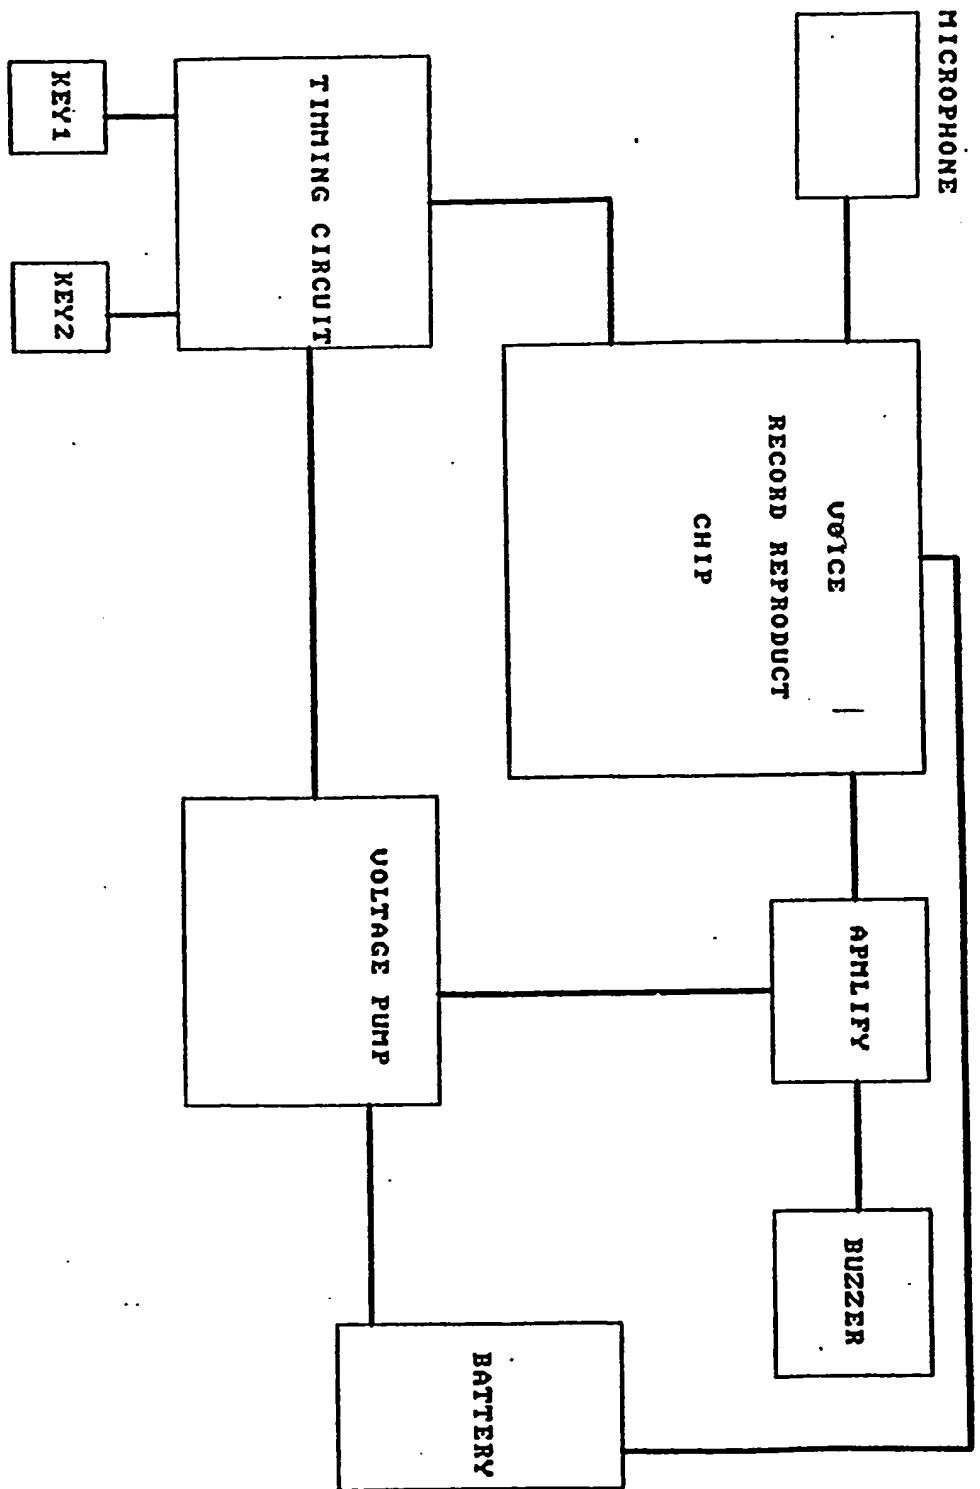 MICROPHONE
VOICE
RECORD REPRODUCT
CHIP
APMLIFY
BUZZER
TIMMING CIRCUIT
VOLTAGE PUMP
BATTERY
KEY1
KEY2